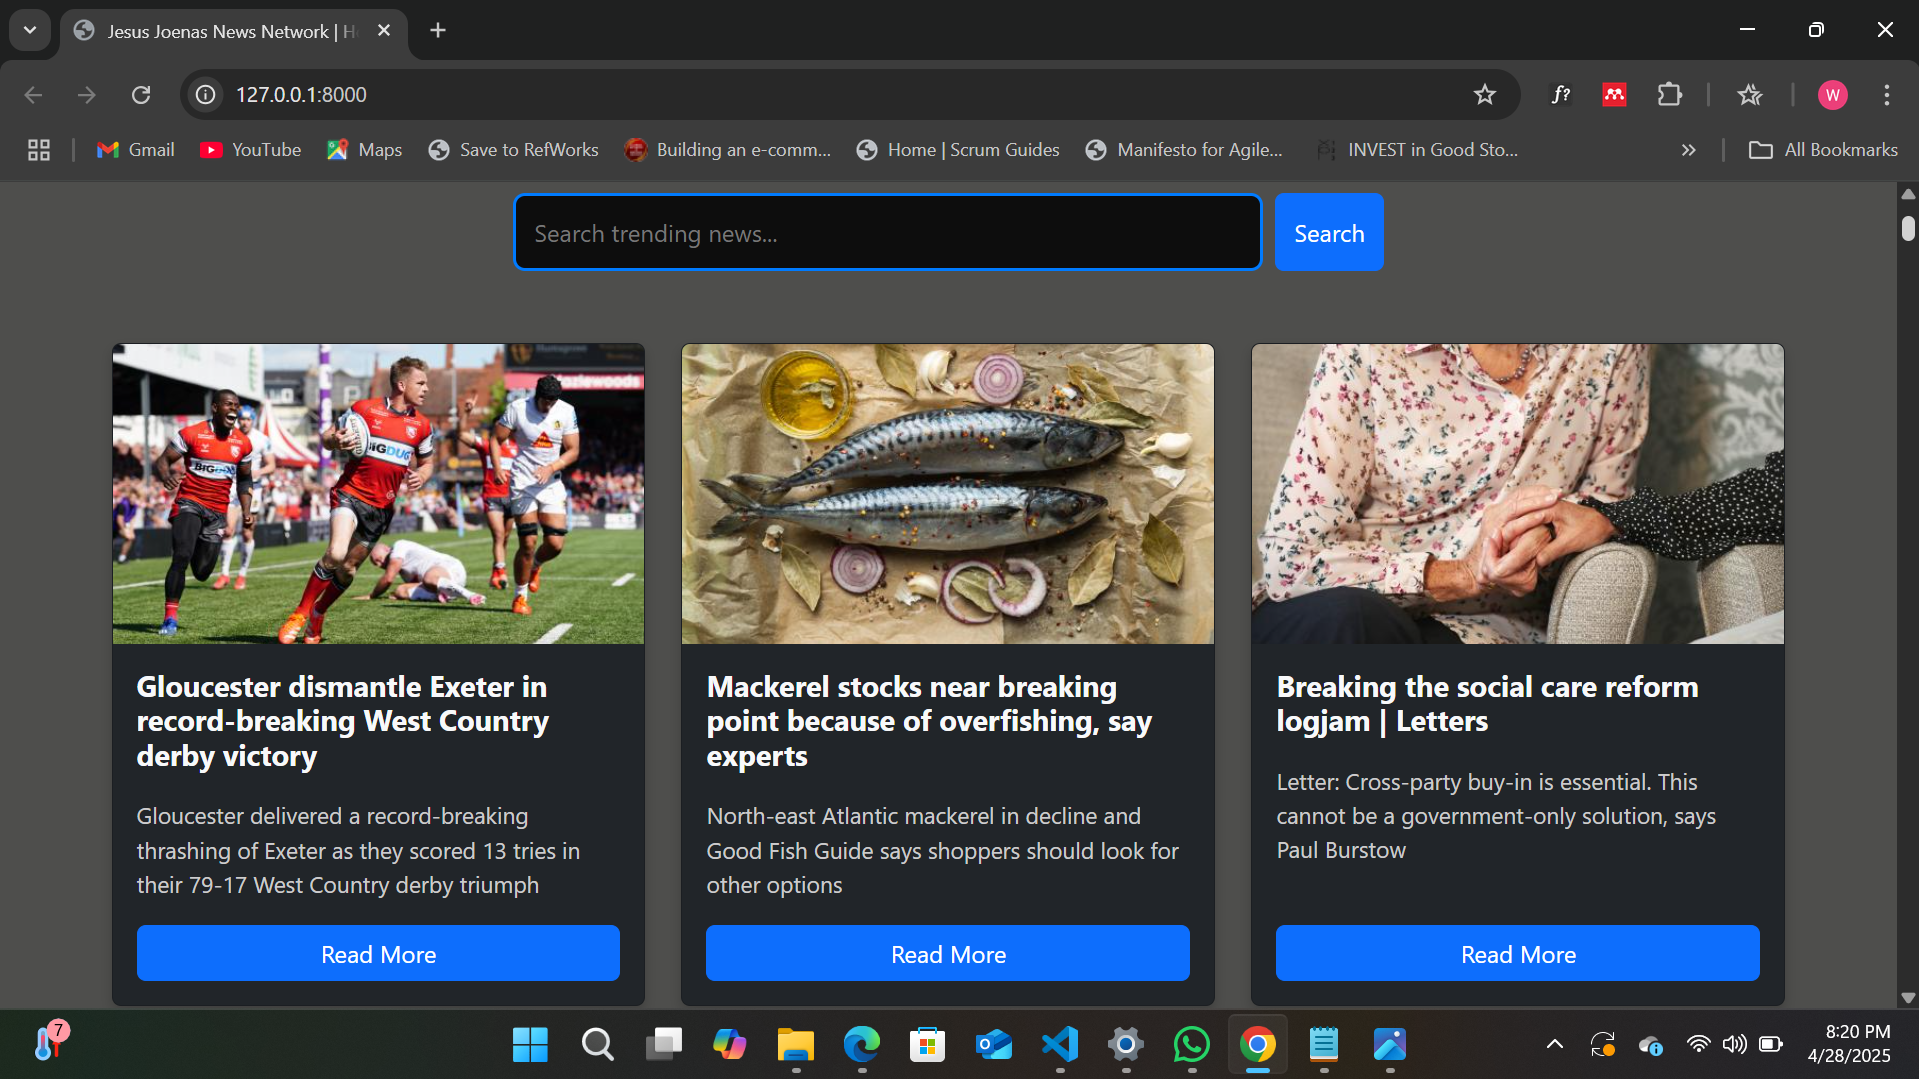 Jesus Joenas News Network | H
127.0.0.1:8000
f?
W
Gmail
YouTube
Maps
Save to RefWorks
Building an e-comm...
Home | Scrum Guides
Manifesto for Agile...
INVEST in Good Sto...
All Bookmarks
Search trending news...
Search
BIGDUG
BIGDUG
Gloucester dismantle Exeter in
record-breaking West Country
derby victory
Gloucester delivered a record-breaking
thrashing of Exeter as they scored 13 tries in
their 79-17 West Country derby triumph
Read More
Mackerel stocks near breaking
point because of overfishing, say
experts
North-east Atlantic mackerel in decline and
Good Fish Guide says shoppers should look for
other options
Read More
Breaking the social care reform
logjam | Letters
Letter: Cross-party buy-in is essential. This
cannot be a government-only solution, says
Paul Burstow
Read More
7
8:20 PM
4/28/2025